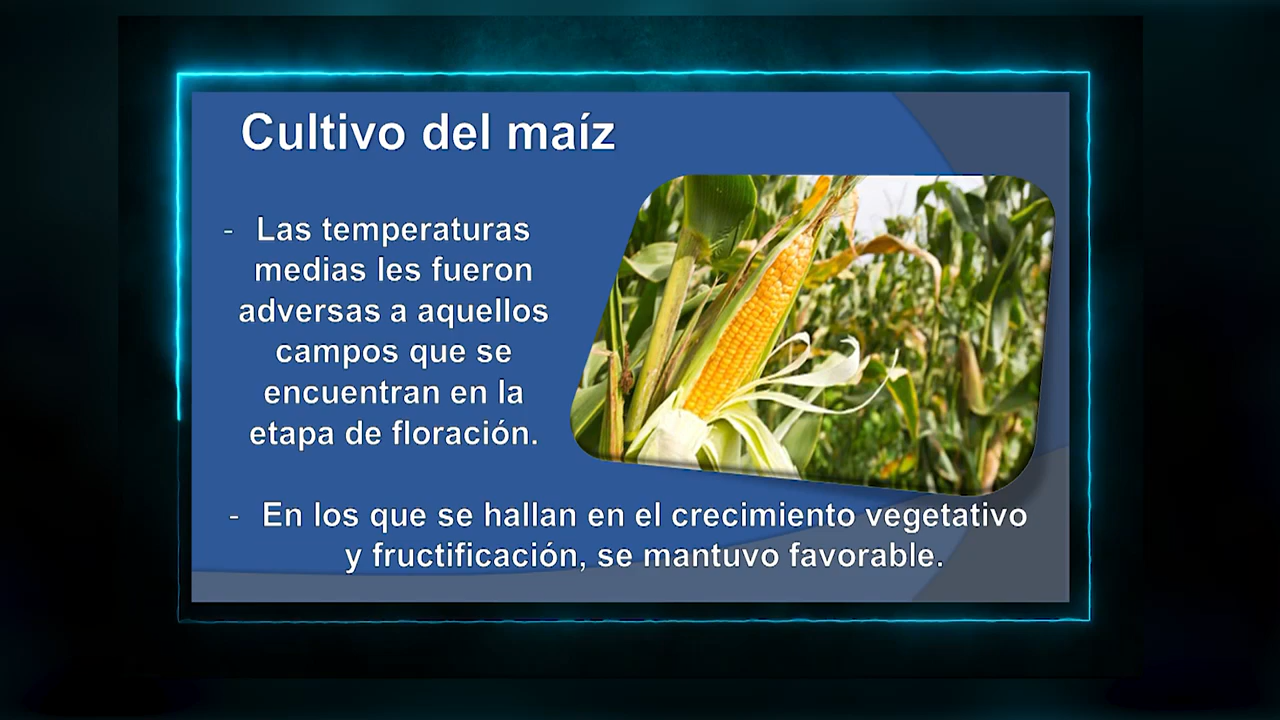 Cultivo del maíz
- Las temperaturas
medias les fueron
adversas a aquellos
campos que se
encuentran en la
etapa de floración.
- En los que se hallan en el crecimiento vegetativo
y fructificación, se mantuvo favorable.